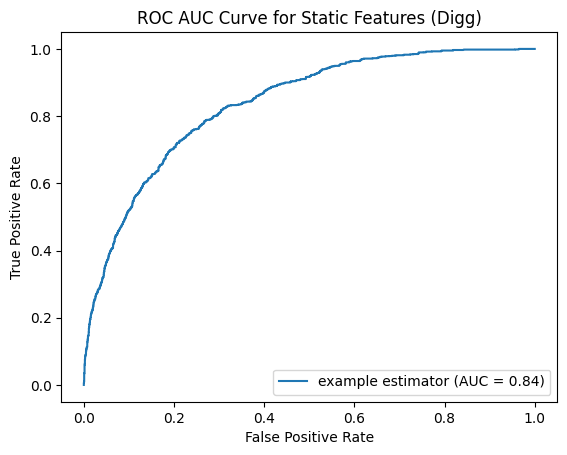 ROC AUC Curve for Static Features (Digg)
1.0
0.8
0.6
0.4
0.2
0.0
True Positive Rate
example estimator (AUC = 0.84)
0.0 0.2 0.4 0.6 0.8 1.0
False Positive Rate